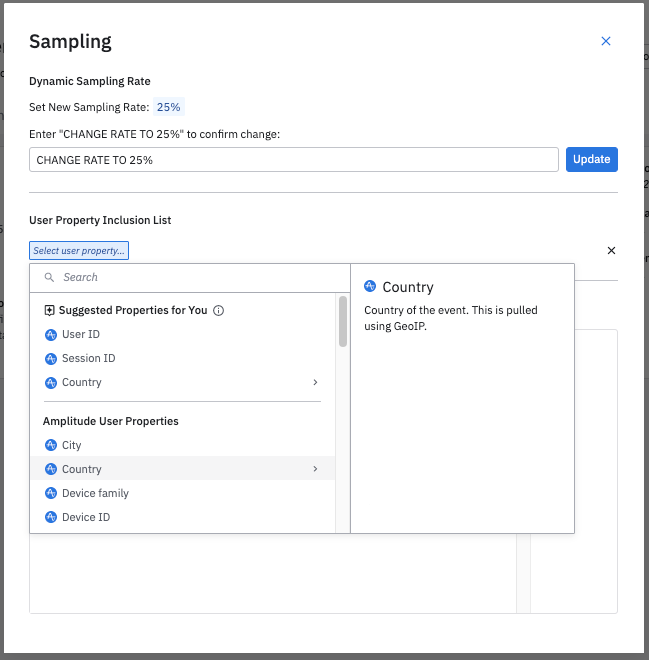 Sampling
Dynamic Sampling Rate
Set New Sampling Rate: 25%
Enter "CHANGE RATE TO 25%" to confirm change:
CHANGE RATE TO 25%
Update
User Property Inclusion List
Select user property...
Search
Suggested Properties for You
User ID
Session ID
Country
Amplitude User Properties
City
Country
Device family
Device ID
Country
Country of the event. This is pulled
using GeoIP.